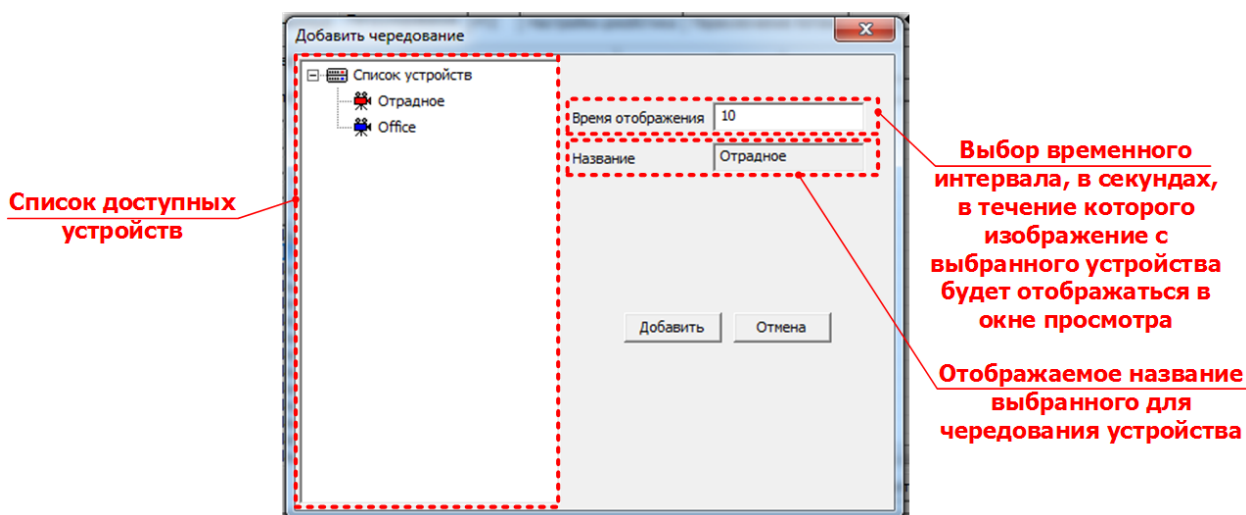 Добавить чередование
Список устройств
Отрадное
Office
Время отображения 10
Название Отрадное
Добавить Отмена
Список доступных
устройств
Выбор временного
интервала, в секундах,
в течение которого
изображение с
выбранного устройства
будет отображаться в
окне просмотра
Отображаемое название
выбранного для
чередования устройства